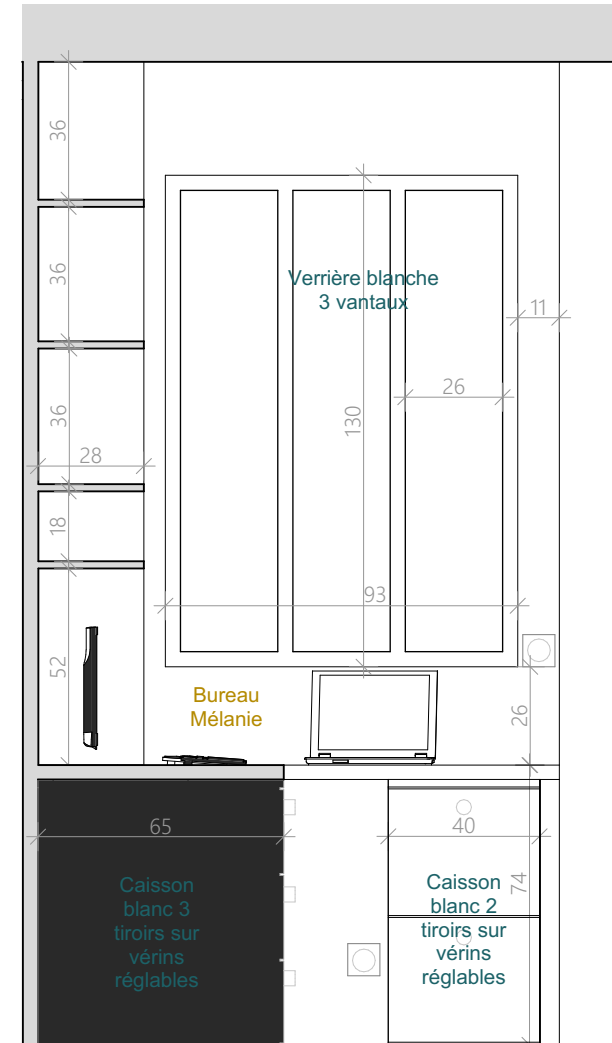 36
36
Verrière blanche
3 vantaux
11
26
36
130
28
18
93
52
Bureau
Mélanie
26
65
40
74
Caisson
blanc 3
tiroirs sur
vérins
réglables
Caisson
blanc 2
tiroirs sur
vérins
réglables